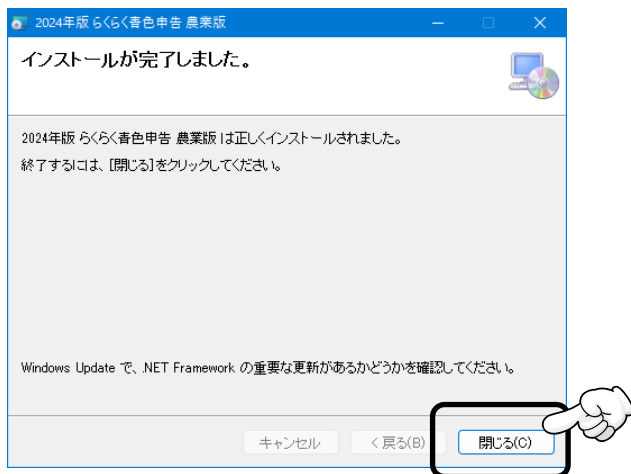 2024年版 らくらく青色申告 農業版
インストールが完了しました。
2024年版 らくらく青色申告 農業版 は正しくインストールされました。
終了するには、[閉じる]をクリックしてください。
Windows Update で、.NET Framework の重要な更新があるかどうかを確認してください。
キャンセル < 戻る(B) 閉じる(C)